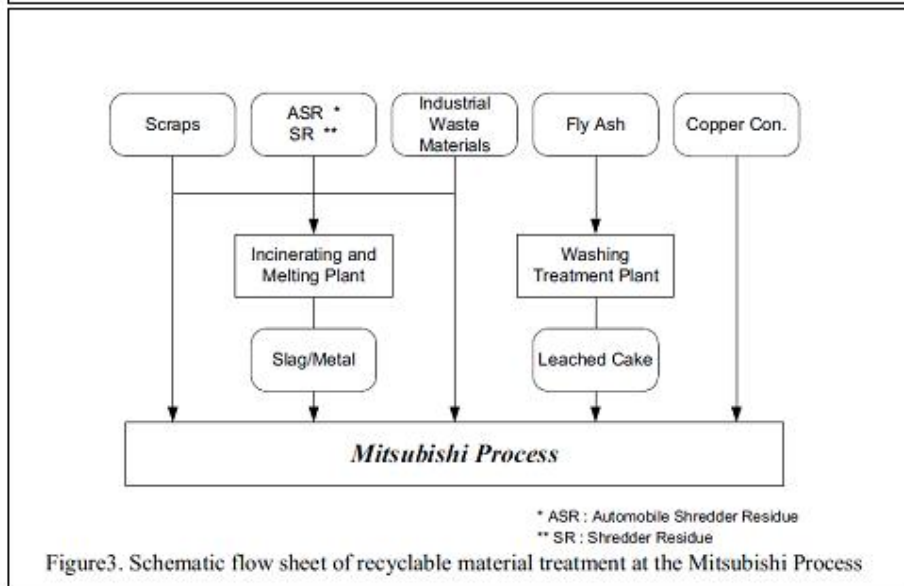 Scraps
ASR *
SR **
Industrial
Waste
Materials
Fly Ash
Copper Con.
Incinerating and
Melting Plant
Washing
Treatment Plant
Slag/Metal
Leached Cake
Mitsubishi Process
* ASR : Automobile Shredder Residue
** SR : Shredder Residue
Figure3. Schematic flow sheet of recyclable material treatment at the Mitsubishi Process